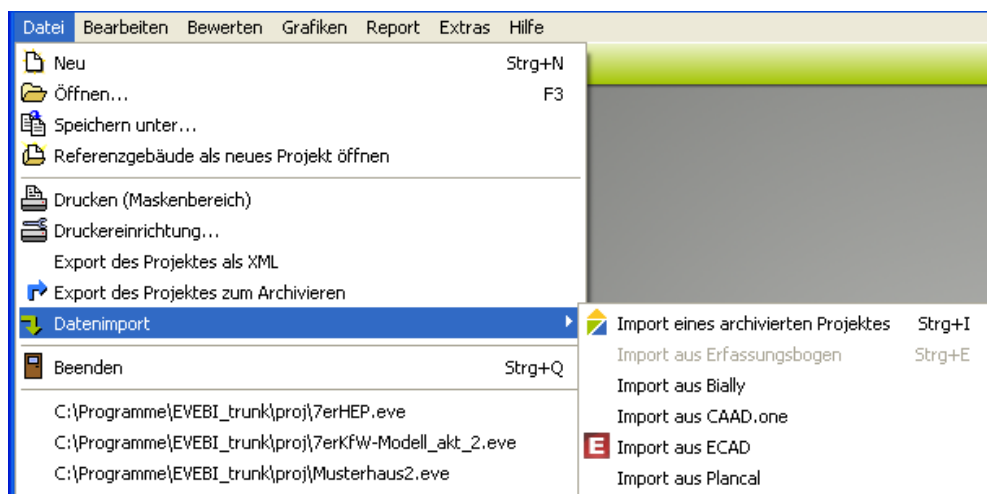 Datei Bearbeiten Bewerten Grafiken Report Extras Hilfe
Neu Strg+N
Öffnen... F3
Speichern unter...
Referenzgebäude als neues Projekt öffnen
Drucken (Maskenbereich)
Druckereinrichtung...
Export des Projektes als XML
Export des Projektes zum Archivieren
Datenimport
Beenden Strg+Q
C:\Programme\EVEBI_trunk\proj\7erHEP.eve
C:\Programme\EVEBI_trunk\proj\7erKfW-Modell_akt_2.eve
C:\Programme\EVEBI_trunk\proj\Musterhaus2.eve
Import eines archivierten Projektes Strg+I
Import aus Erfassungsbogen Strg+E
Import aus Bially
Import aus CAAD.one
E Import aus ECAD
Import aus Plancal